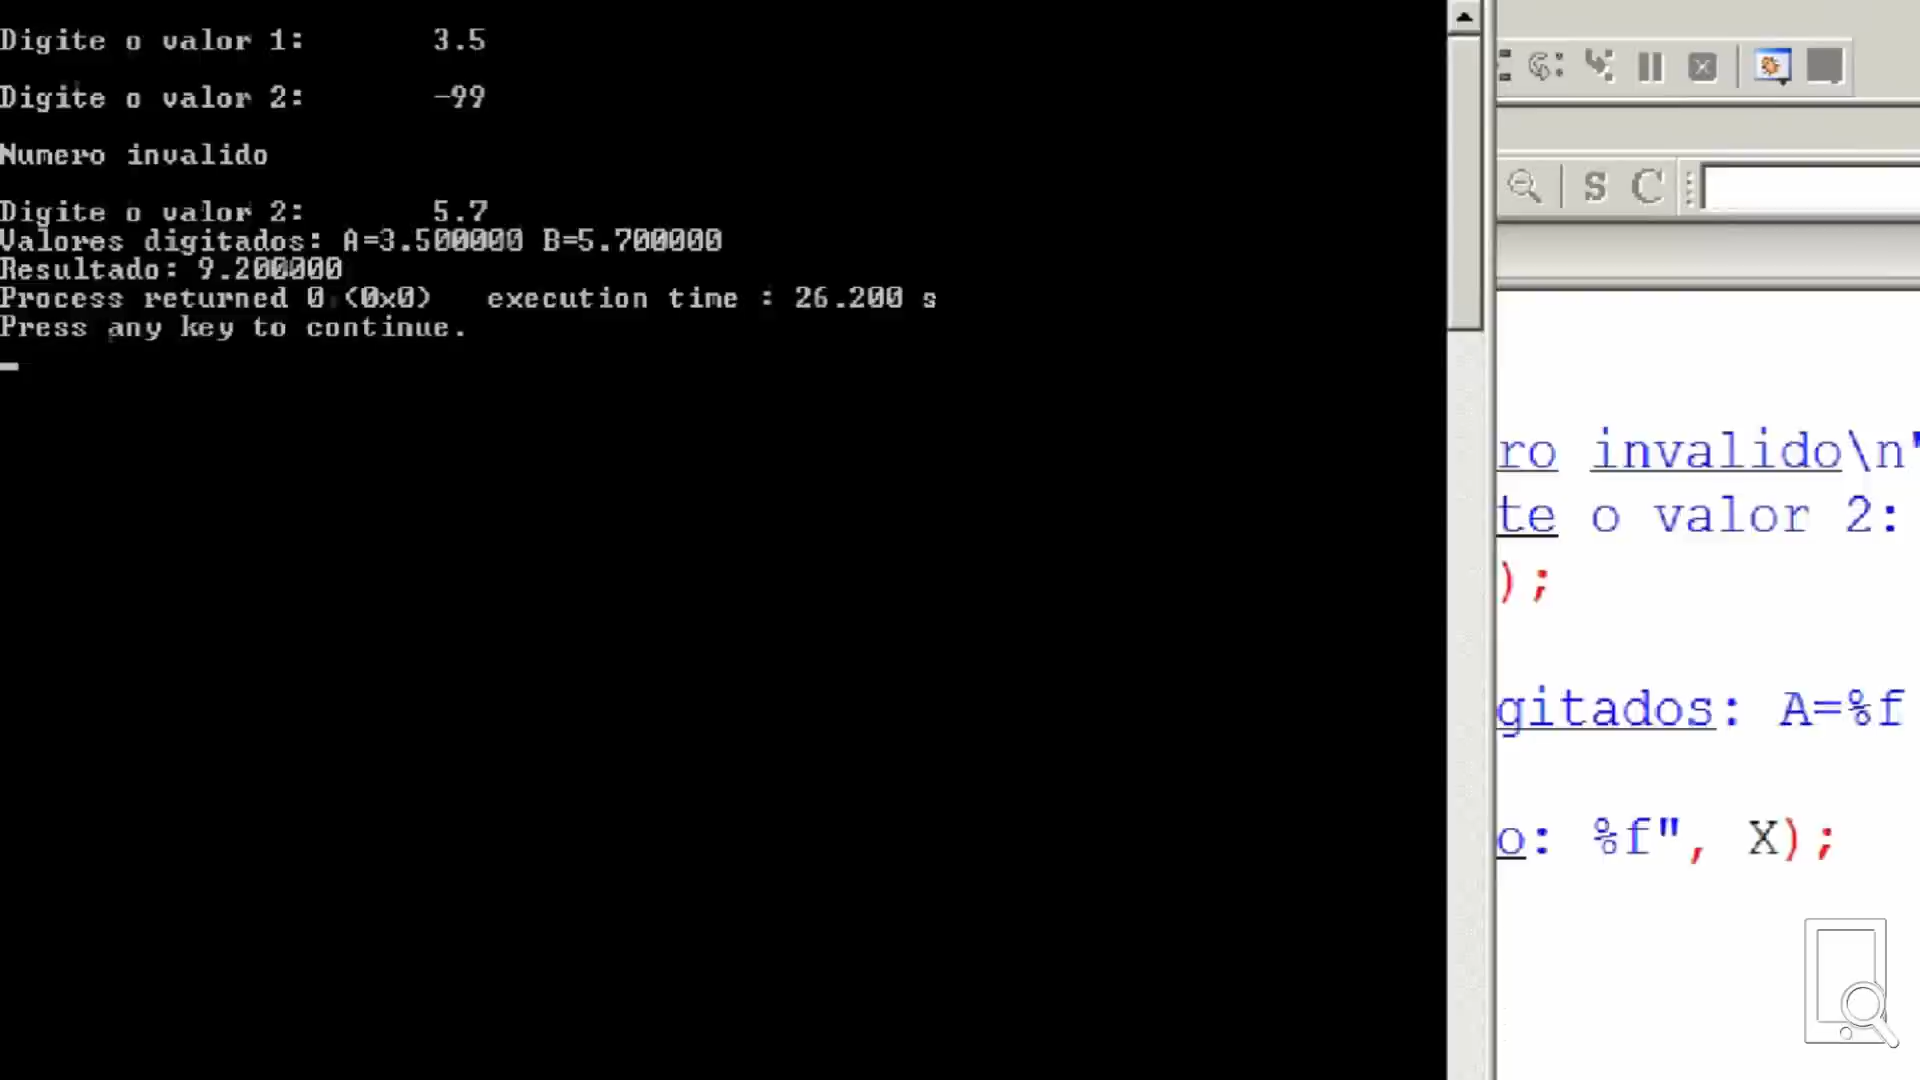 Digite o valor 1: 3.5
Digite o valor 2: -99
Numero invalido
Digite o valor 2: 5.7
Valores digitados: A=3.500000 B=5.700000
Resultado: 9.200000
Process returned 0 (0x0) execution time : 26.200 s
Press any key to continue.
S C
ro invalido\n"
te o valor 2:
);
gitados: A=%f
o: %f", X);